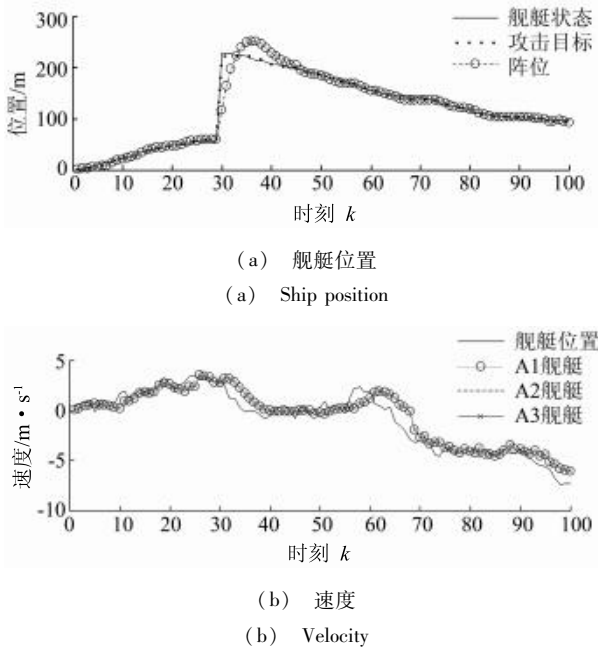 300
200
100
0
位置/m
舰艇状态
攻击目标
阵位
0 10 20 30 40 50 60 70 80 90 100
时刻 k
(a) 舰艇位置
(a) Ship position
5
0
-5
-10
速度/m·s⁻¹
舰艇位置
A1舰艇
A2舰艇
A3舰艇
0 10 20 30 40 50 60 70 80 90 100
时刻 k
(b) 速度
(b) Velocity